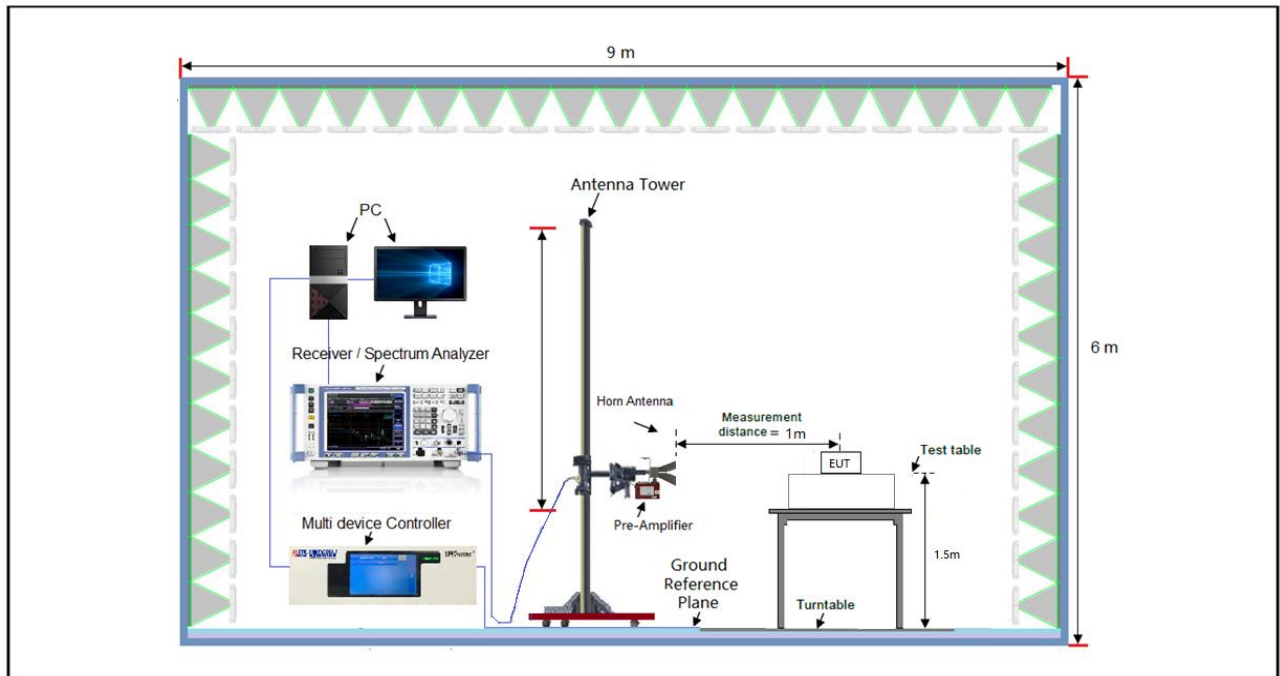 9 m
Antenna Tower
PC
Receiver / Spectrum Analyzer
6 m
Horn Antenna
Measurement
distance = 1m
Test table
EUT
Pre-Amplifier
Multi device Controller
1.5m
Ground
Reference
Plane
Turntable